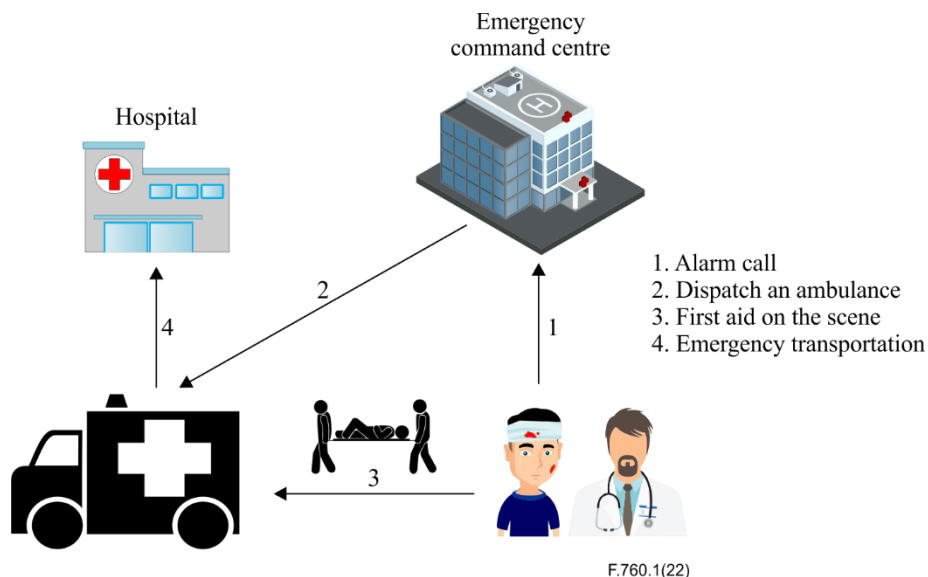 Emergency
command centre
Hospital
H
1. Alarm call
2. Dispatch an ambulance
3. First aid on the scene
4. Emergency transportation
2
4
1
3
F.760.1(22)